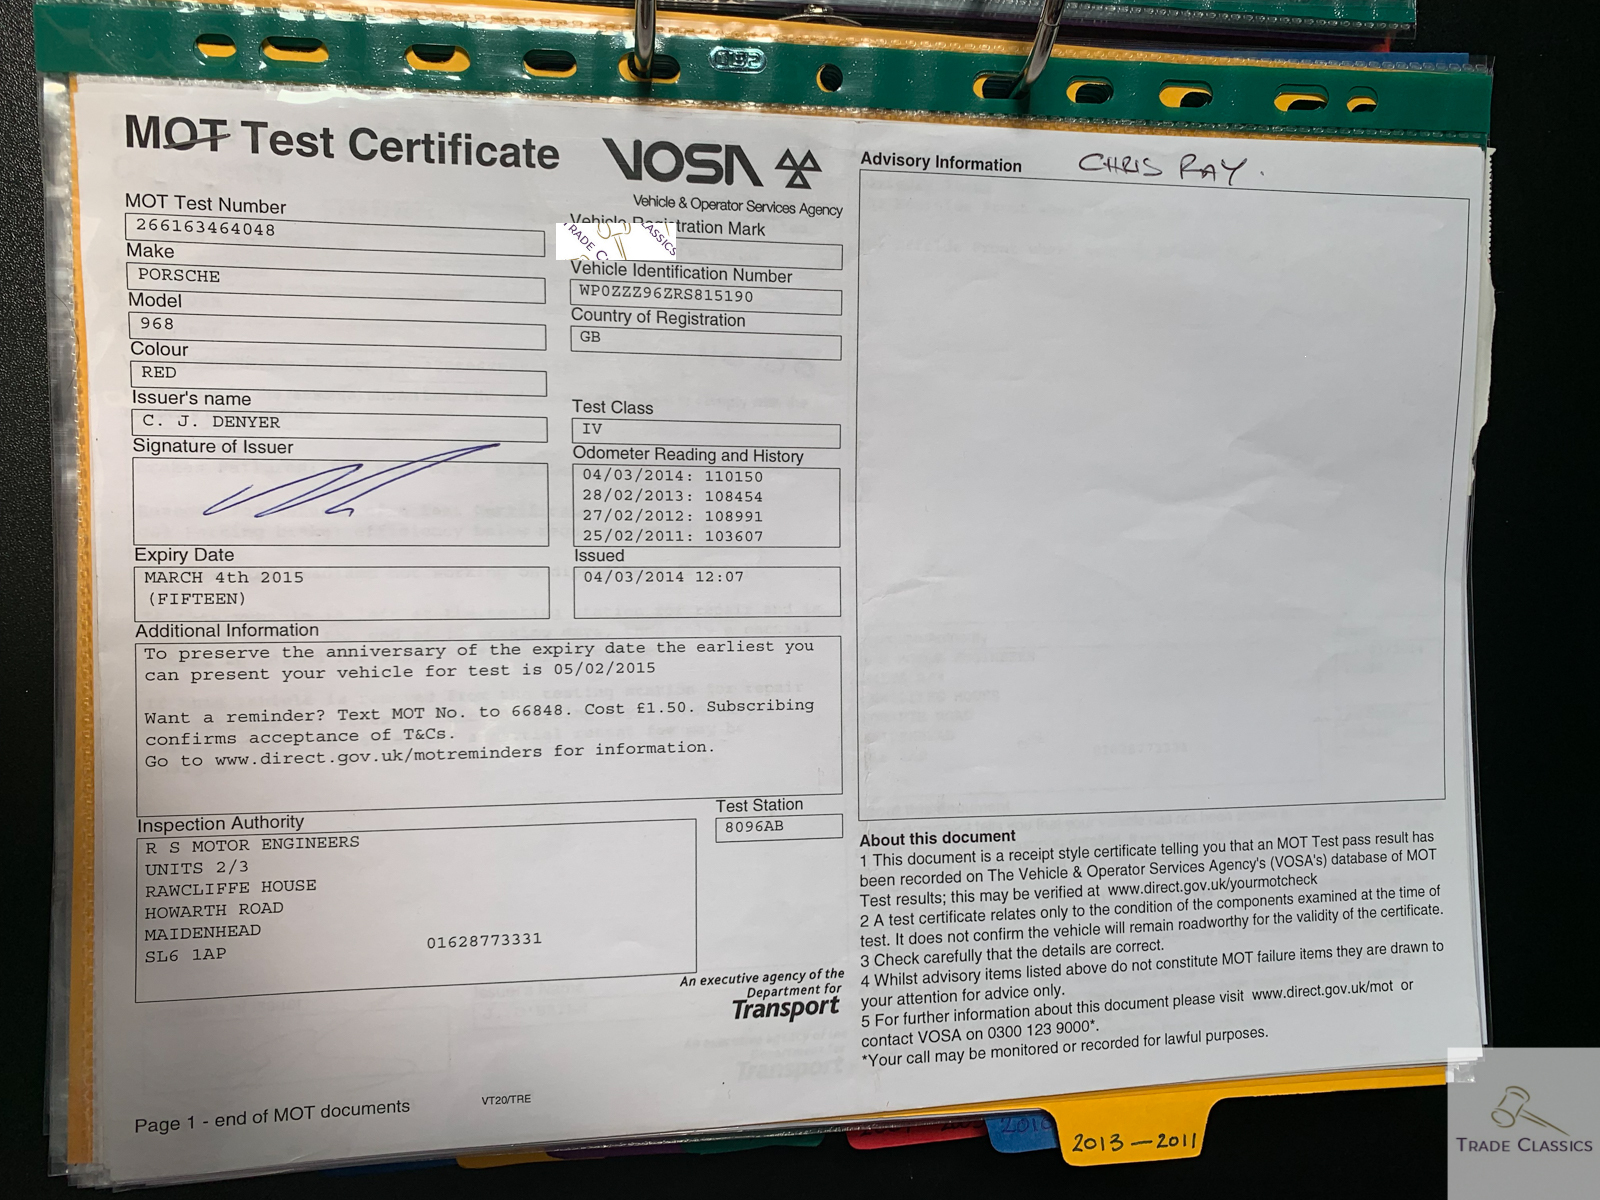 MOT Test Certificate
VOSA
Vehicle & Operator Services Agency
MOT Test Number
266163464048
Vehicle Registration Mark
TRADE CLASSICS
Make
PORSCHE
Vehicle Identification Number
WP0ZZZ96ZRS815190
Model
968
Country of Registration
GB
Colour
RED
Issuer's name
C. J. DENYER
Test Class
IV
Signature of Issuer
Odometer Reading and History
04/03/2014: 110150
28/02/2013: 108454
27/02/2012: 108991
25/02/2011: 103607
Expiry Date
MARCH 4th 2015
(FIFTEEN)
Issued
04/03/2014 12:07
Additional Information
To preserve the anniversary of the expiry date the earliest you
can present your vehicle for test is 05/02/2015
Want a reminder? Text MOT No. to 66848. Cost £1.50. Subscribing
confirms acceptance of T&Cs.
Go to www.direct.gov.uk/motreminders for information.
Test Station
8096AB
Inspection Authority
R S MOTOR ENGINEERS
UNITS 2/3
RAWCLIFFE HOUSE
HOWARTH ROAD
MAIDENHEAD
SL6 1AP
01628773331
An executive agency of the
Department for
Transport
Page 1 - end of MOT documents
VT20/TRE
Advisory Information
CHRIS RAY.
About this document
1 This document is a receipt style certificate telling you that an MOT Test pass result has
been recorded on The Vehicle & Operator Services Agency's (VOSA's) database of MOT
Test results; this may be verified at www.direct.gov.uk/yourmotcheck
2 A test certificate relates only to the condition of the components examined at the time of
test. It does not confirm the vehicle will remain roadworthy for the validity of the certificate.
3 Check carefully that the details are correct.
4 Whilst advisory items listed above do not constitute MOT failure items they are drawn to
your attention for advice only.
5 For further information about this document please visit www.direct.gov.uk/mot or
contact VOSA on 0300 123 9000*.
*Your call may be monitored or recorded for lawful purposes.
2013 – 2011
TRADE CLASSICS